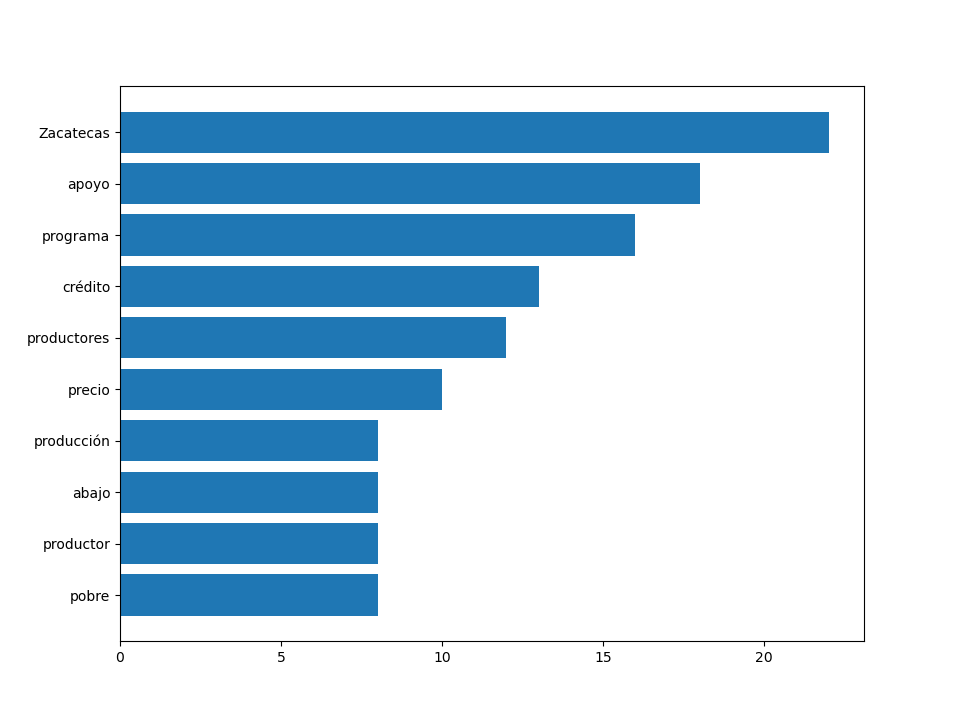 Zacatecas
apoyo
programa
crédito
productores
precio
producción
abajo
productor
pobre
0 5 10 15 20